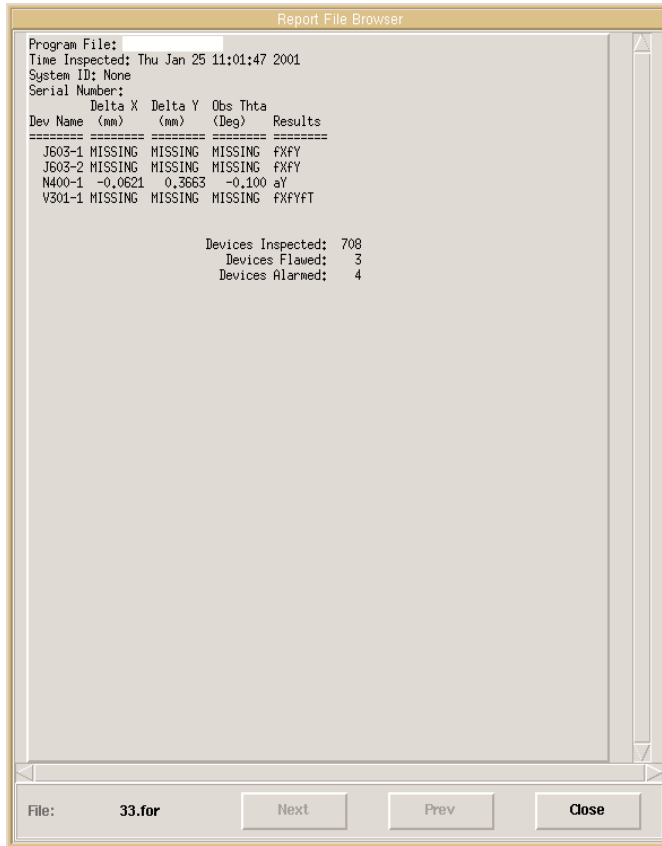 Report File Browser
Program File:
Time Inspected: Thu Jan 25 11:01:47 2001
System ID: None
Serial Number:
Delta X Delta Y Obs Thta
Dev Name (mm) (mm) (Deg) Results
======== ======== ======== ======== ========
J603-1 MISSING MISSING MISSING fXfY
J603-2 MISSING MISSING MISSING fXfY
N400-1 -0.0621 0.3663 -0.100 aY
V301-1 MISSING MISSING MISSING fXfYfT
Devices Inspected: 708
Devices Flawed: 3
Devices Alarmed: 4
File: 33.for Next Prev Close